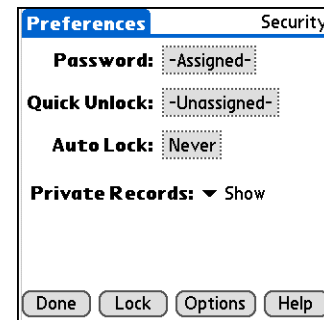 Preferences Security
Password: -Assigned-
Quick Unlock: -Unassigned-
Auto Lock: Never
Private Records: Show
Done Lock Options Help